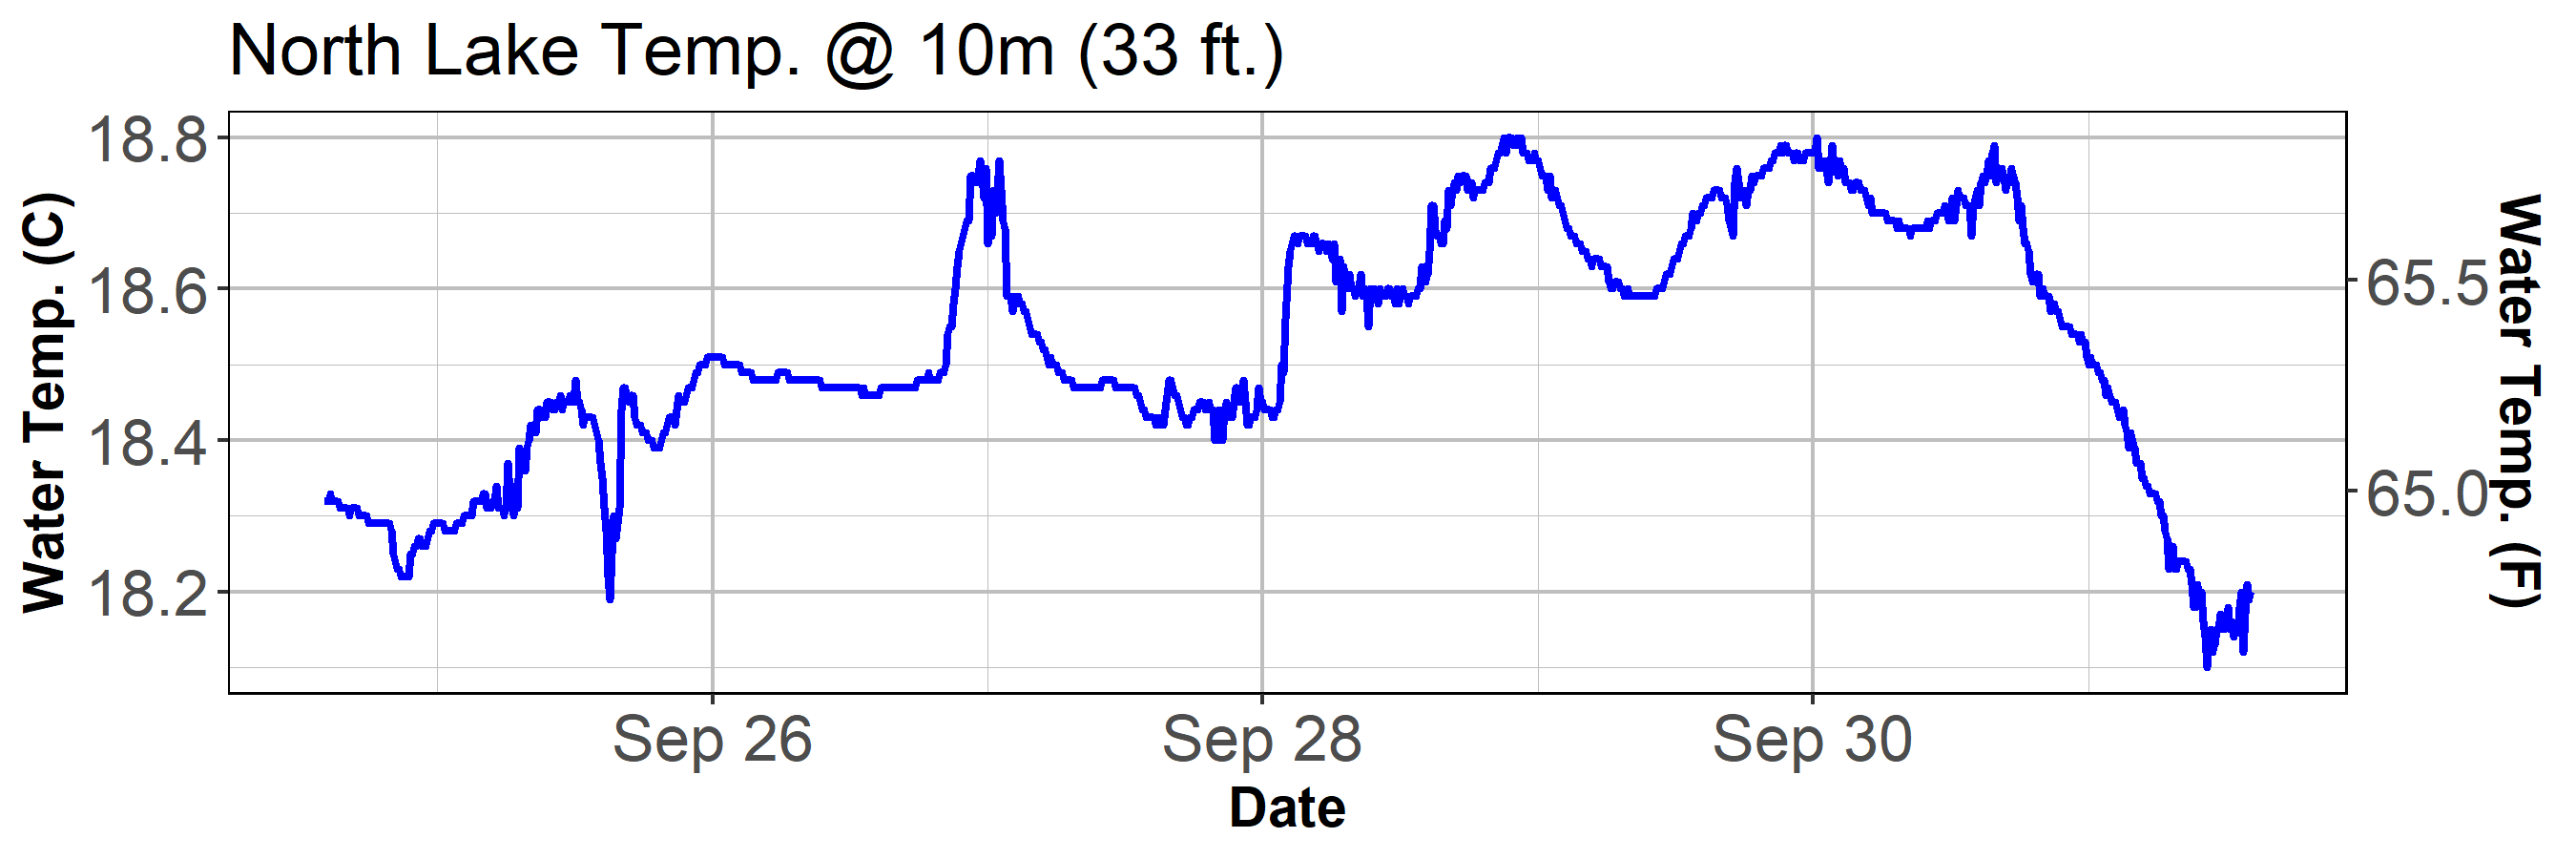 North Lake Temp. @ 10m (33 ft.)
Water Temp. (C)
18.8
18.6
18.4
18.2
65.5
65.0
Water Temp. (F)
Sep 26 Sep 28 Sep 30
Date